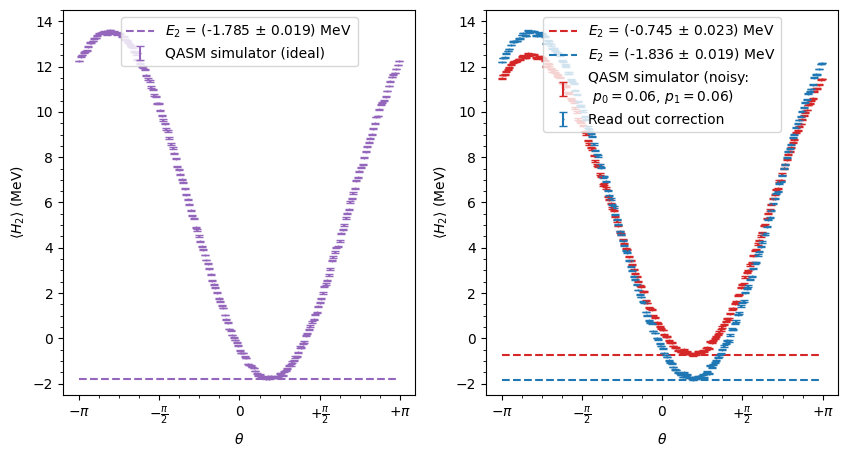 E₂ = (-1.785 ± 0.019) MeV
QASM simulator (ideal)
⟨H₂⟩ (MeV)
14
12
10
8
6
4
2
0
−2
−π
−π/2
0
+π/2
+π
θ
E₂ = (-0.745 ± 0.023) MeV
E₂ = (-1.836 ± 0.019) MeV
QASM simulator (noisy:
p₀ = 0.06, p₁ = 0.06)
Read out correction
⟨H₂⟩ (MeV)
14
12
10
8
6
4
2
0
−2
−π
−π/2
0
+π/2
+π
θ